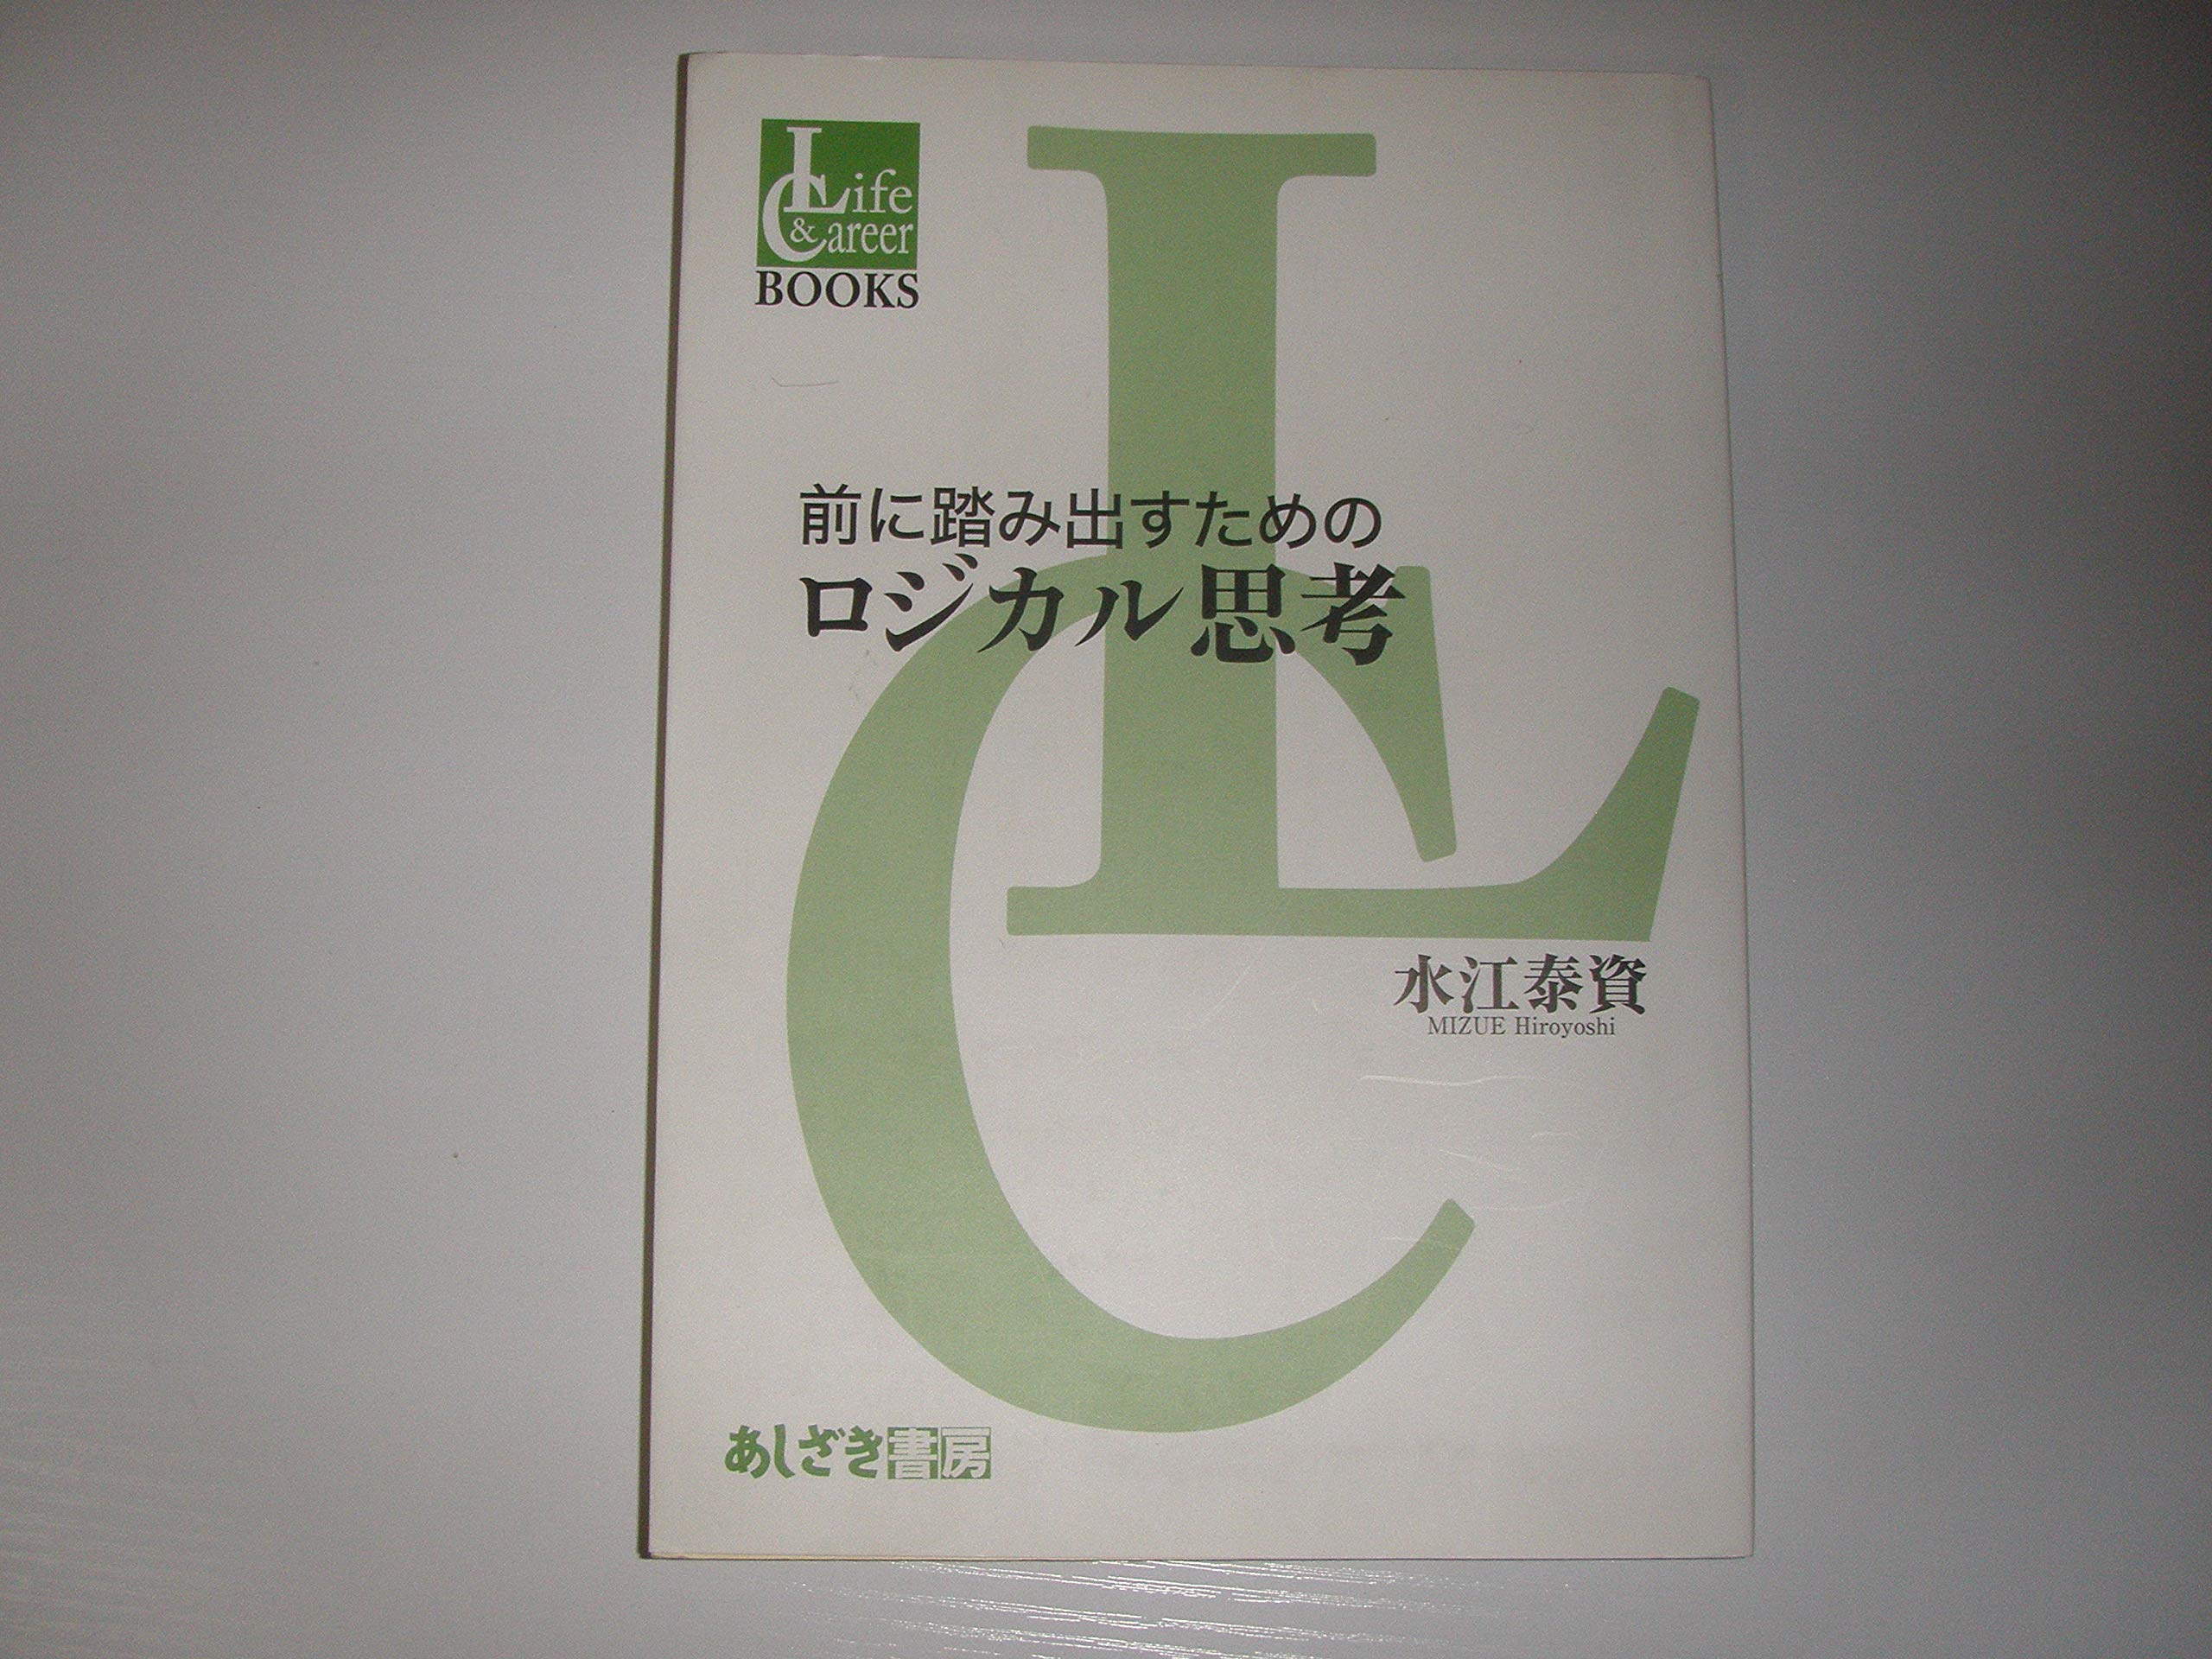 Life
& Career
BOOKS
前に踏み出すための
ロジカル思考
LC
水江泰資
MIZUE Hiroyoshi
あしざき書房